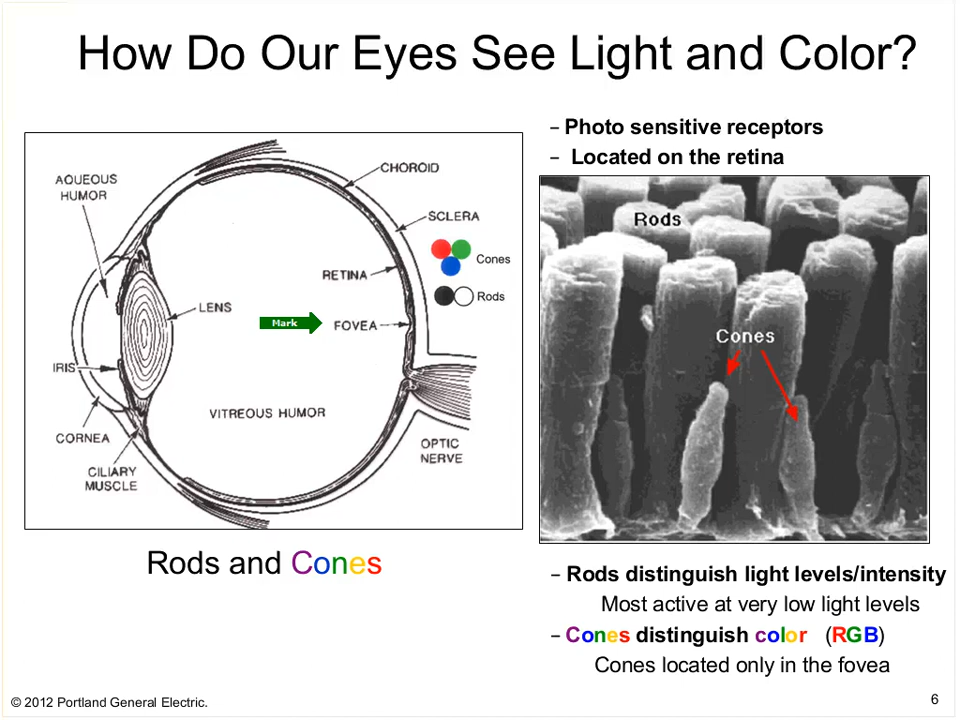 How Do Our Eyes See Light and Color?
– Photo sensitive receptors
– Located on the retina
AQUEOUS
HUMOR
CHOROID
SCLERA
Cones
RETINA
Rods
LENS
Mark
FOVEA
IRIS
VITREOUS HUMOR
CORNEA
OPTIC
NERVE
CILIARY
MUSCLE
Rods
Cones
Rods and Cones
– Rods distinguish light levels/intensity
Most active at very low light levels
– Cones distinguish color (RGB)
Cones located only in the fovea
© 2012 Portland General Electric.
6